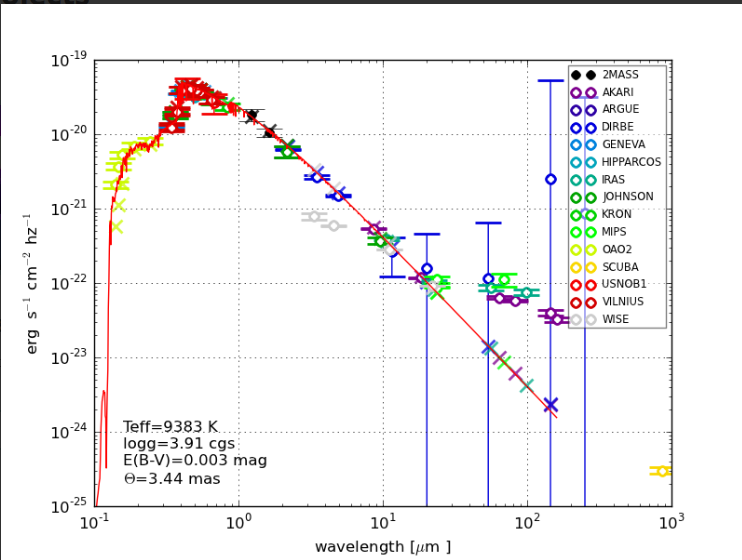 10^-19
10^-20
10^-21
10^-22
10^-23
10^-24
10^-25
erg s^-1 cm^-2 hz^-1
2MASS
AKARI
ARGUE
DIRBE
GENEVA
HIPPARCOS
IRAS
JOHNSON
KRON
MIPS
OAO2
SCUBA
USNOB1
VILNIUS
WISE
Teff=9383 K
logg=3.91 cgs
E(B-V)=0.003 mag
Θ=3.44 mas
10^-1
10^0
10^1
10^2
10^3
wavelength [μm ]